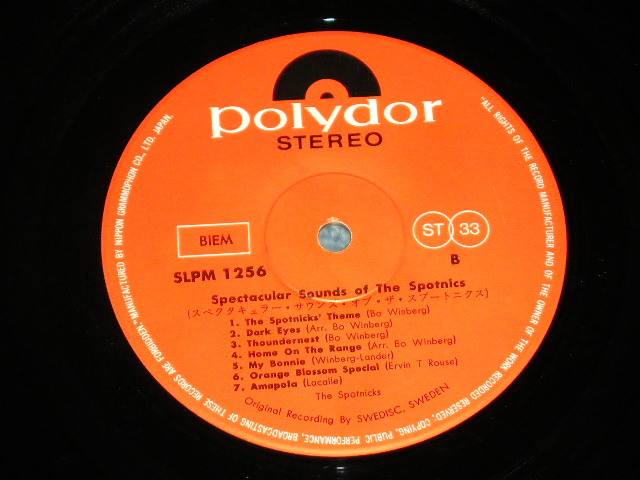 polydor
STEREO
BIEM
ST 33
SLPM 1256
B
Spectacular Sounds of The Spotnics
(スペクタキュラー・サウンズ・オブ・ザ・スプートニクス)
1. The Spotnicks' Theme (Bo Winberg)
2. Dark Eyes (Arr. Bo Winberg)
3. Thoundernest (Bo Winberg)
4. Home On The Range (Arr. Bo Winberg)
5. My Bonnie (Winberg-Lander)
6. Orange Blossom Special (Ervin T Rouse)
7. Amapola (Lacalle)
The Spotnicks
Original Recording By SWEDISC, SWEDEN
"ALL RIGHTS OF THE RECORD MANUFACTURER AND OF THE OWNER OF THE WORK RECORDED RESERVED, COPYING, PUBLIC PERFORMANCE, BROADCASTING OF THESE RECORDS ARE FORBIDDEN." MANUFACTURED BY NIPPON GRAMMOPHON CO., LTD. JAPAN.